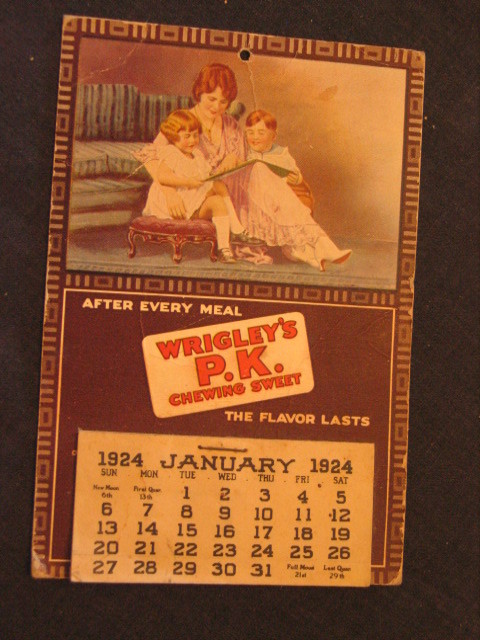 AFTER EVERY MEAL
WRIGLEY'S
P.K.
CHEWING SWEET
THE FLAVOR LASTS
1924 JANUARY 1924
SUN MON TUE WED THU FRI SAT
New Moon 6th First Quar. 13th 1 2 3 4 5
6 7 8 9 10 11 12
13 14 15 16 17 18 19
20 21 22 23 24 25 26
27 28 29 30 31 Full Moon 21st Last Quar. 29th